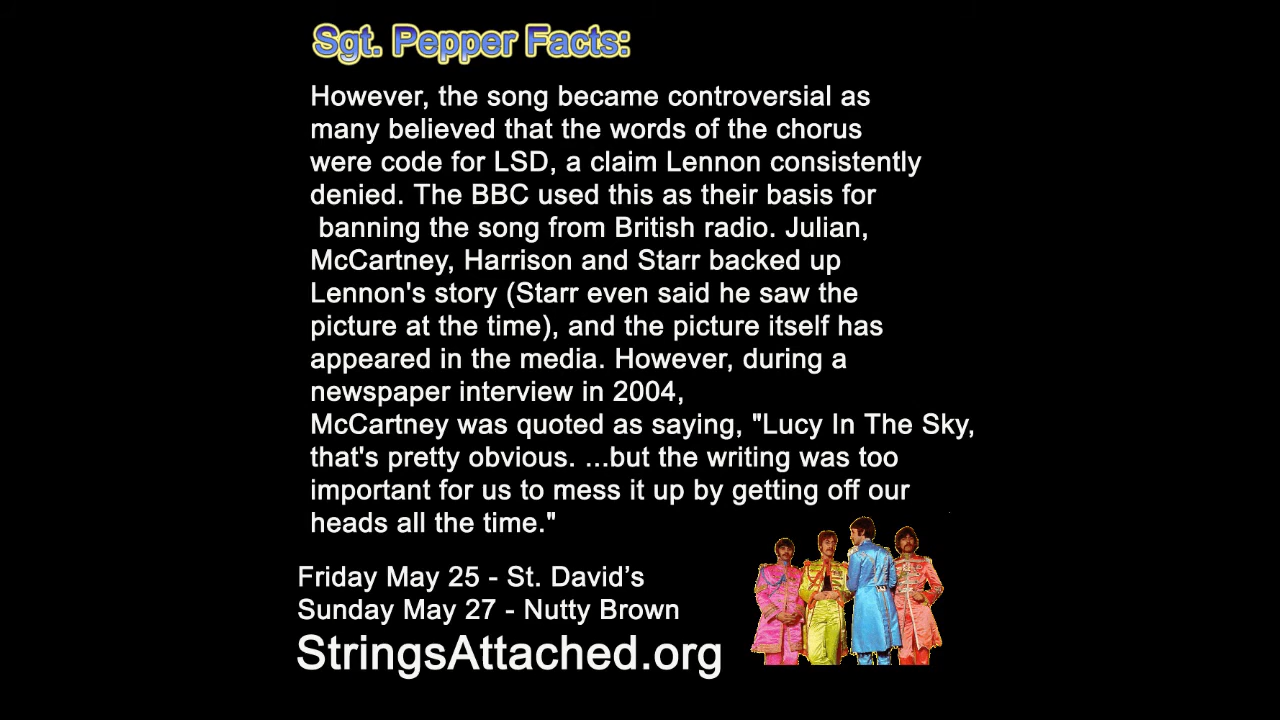 Sgt. Pepper Facts:
However, the song became controversial as
many believed that the words of the chorus
were code for LSD, a claim Lennon consistently
denied. The BBC used this as their basis for
banning the song from British radio. Julian,
McCartney, Harrison and Starr backed up
Lennon's story (Starr even said he saw the
picture at the time), and the picture itself has
appeared in the media. However, during a
newspaper interview in 2004,
McCartney was quoted as saying, "Lucy In The Sky,
that's pretty obvious. ...but the writing was too
important for us to mess it up by getting off our
heads all the time."
Friday May 25 - St. David’s
Sunday May 27 - Nutty Brown
StringsAttached.org